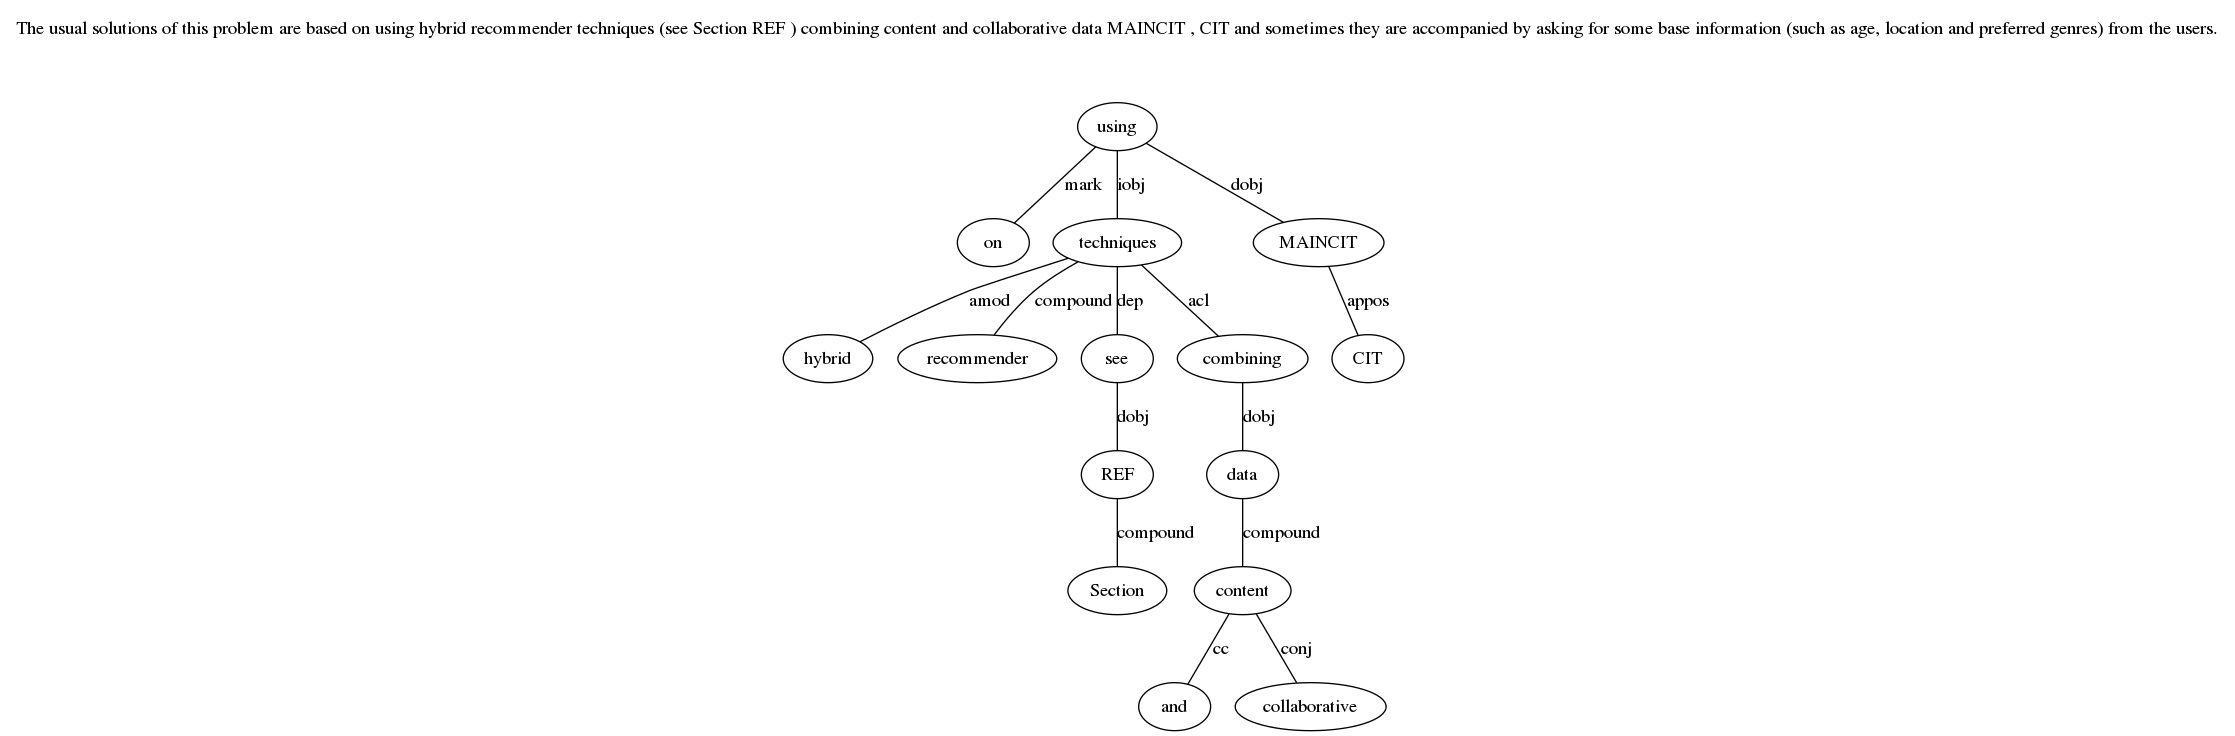 The usual solutions of this problem are based on using hybrid recommender techniques (see Section REF ) combining content and collaborative data MAINCIT , CIT and sometimes they are accompanied by asking for some base information (such as age, location and preferred genres) from the users.
using
mark iobj dobj
on techniques MAINCIT
amod compound dep acl appos
hybrid recommender see combining CIT
dobj dobj
REF data
compound compound
Section content
cc conj
and collaborative